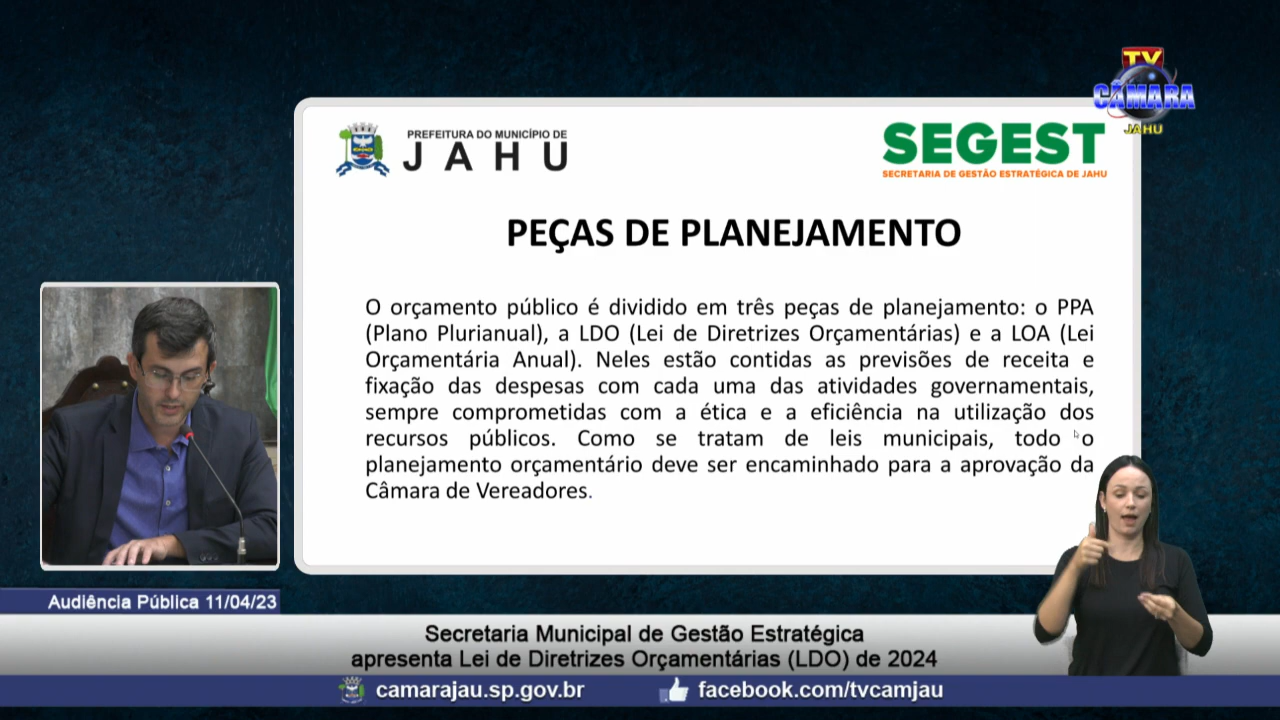 TV
CÂMARA
JAHU
PREFEITURA DO MUNICÍPIO DE
JAHU
SEGEST
SECRETARIA DE GESTÃO ESTRATÉGICA DE JAHU
PEÇAS DE PLANEJAMENTO
O orçamento público é dividido em três peças de planejamento: o PPA
(Plano Plurianual), a LDO (Lei de Diretrizes Orçamentárias) e a LOA (Lei
Orçamentária Anual). Neles estão contidas as previsões de receita e
fixação das despesas com cada uma das atividades governamentais,
sempre comprometidas com a ética e a eficiência na utilização dos
recursos públicos. Como se tratam de leis municipais, todo o
planejamento orçamentário deve ser encaminhado para a aprovação da
Câmara de Vereadores.
Audiência Pública 11/04/23
Secretaria Municipal de Gestão Estratégica
apresenta Lei de Diretrizes Orçamentárias (LDO) de 2024
camarajau.sp.gov.br
facebook.com/tvcamjau